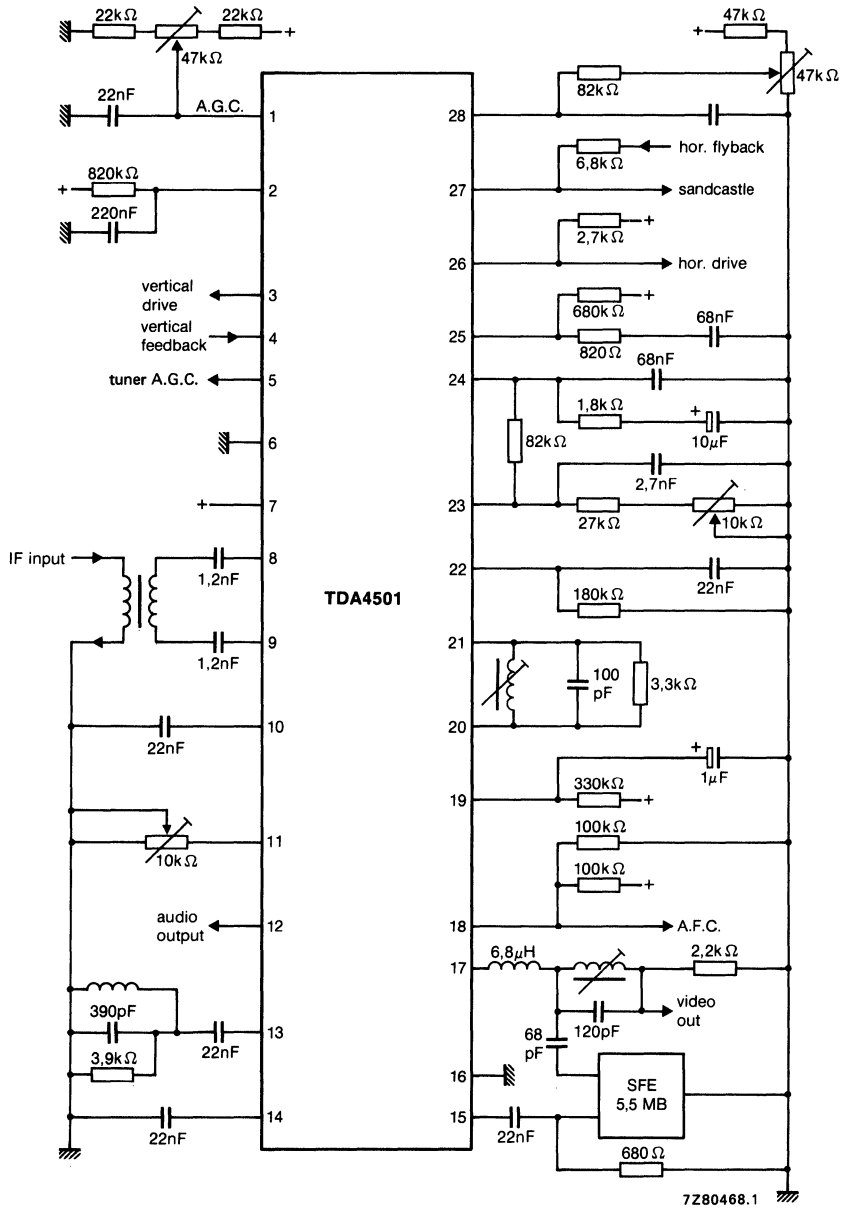 22kΩ
22kΩ
+
47kΩ
22nF
A.G.C.
1
820kΩ
+
2
220nF
vertical
drive
3
vertical
feedback
4
tuner A.G.C.
5
6
+
7
IF input
8
1,2nF
9
1,2nF
10
22nF
11
10kΩ
audio
output
12
390pF
13
22nF
3,9kΩ
14
22nF
TDA4501
47kΩ
+
47kΩ
82kΩ
28
hor. flyback
6,8kΩ
27
sandcastle
+
2,7kΩ
26
hor. drive
+
680kΩ
68nF
25
820Ω
68nF
24
1,8kΩ
+
10µF
82kΩ
2,7nF
23
27kΩ
10kΩ
22
22nF
180kΩ
21
100
pF
3,3kΩ
20
+
1µF
330kΩ
19
+
100kΩ
100kΩ
+
18
A.F.C.
6,8µH
2,2kΩ
17
video
out
120pF
68
pF
16
SFE
5,5 MB
15
22nF
680Ω
7Z80468.1